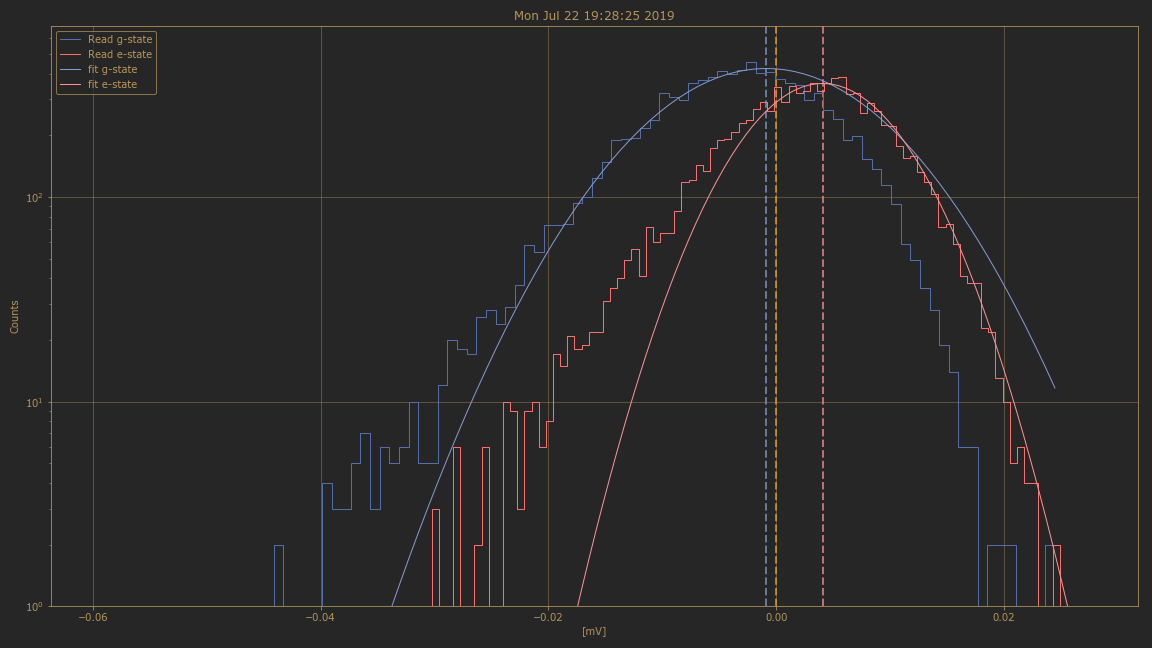 Mon Jul 22 19:28:25 2019
Read g-state
Read e-state
fit g-state
fit e-state
10²
10¹
10⁰
Counts
−0.06
−0.04
−0.02
0.00
0.02
[mV]